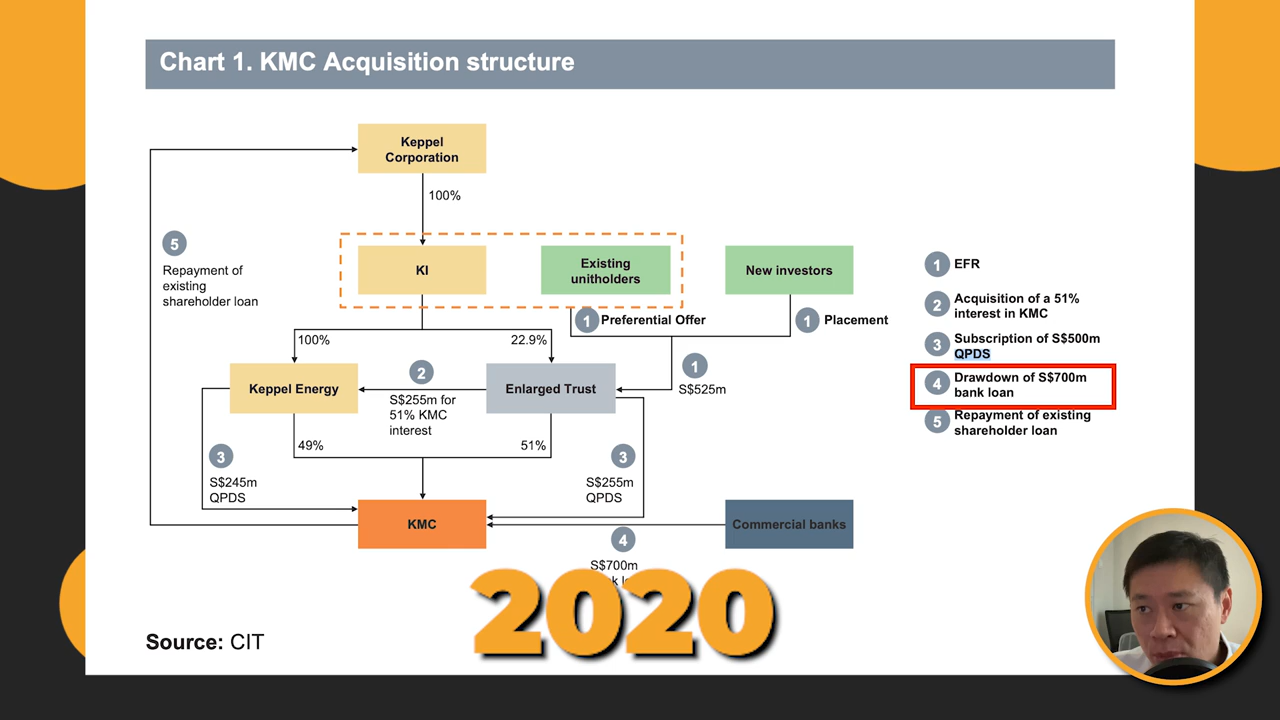 Chart 1. KMC Acquisition structure
Keppel
Corporation
100%
5
Repayment of
existing
shareholder loan
KI
Existing
unitholders
New investors
1
Preferential Offer
1
Placement
100%
22.9%
1
S$525m
Keppel Energy
2
S$255m for
51% KMC
interest
Enlarged Trust
49%
51%
3
S$245m
QPDS
3
S$255m
QPDS
KMC
Commercial banks
4
S$700m
1
EFR
2
Acquisition of a 51%
interest in KMC
3
Subscription of S$500m
QPDS
4
Drawdown of S$700m
bank loan
5
Repayment of existing
shareholder loan
2020
Source: CIT